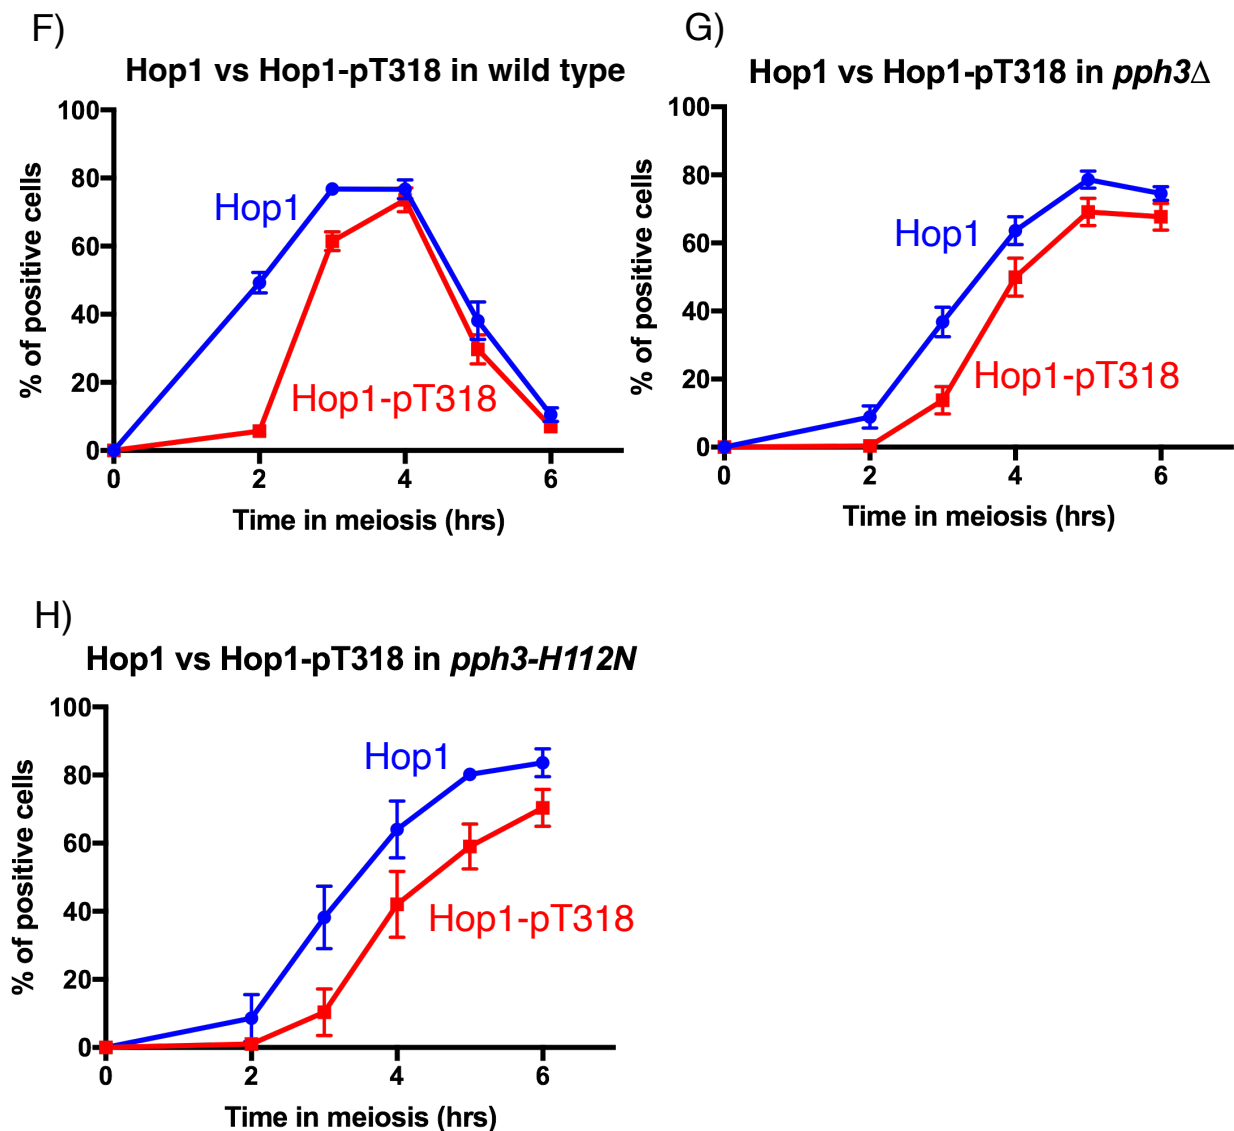 F)
Hop1 vs Hop1-pT318 in wild type
100
80
60
40
20
0
% of positive cells
Hop1
Hop1-pT318
0 2 4 6
Time in meiosis (hrs)
G)
Hop1 vs Hop1-pT318 in pph3Δ
100
80
60
40
20
0
% of positive cells
Hop1
Hop1-pT318
0 2 4 6
Time in meiosis (hrs)
H)
Hop1 vs Hop1-pT318 in pph3-H112N
100
80
60
40
20
0
% of positive cells
Hop1
Hop1-pT318
0 2 4 6
Time in meiosis (hrs)